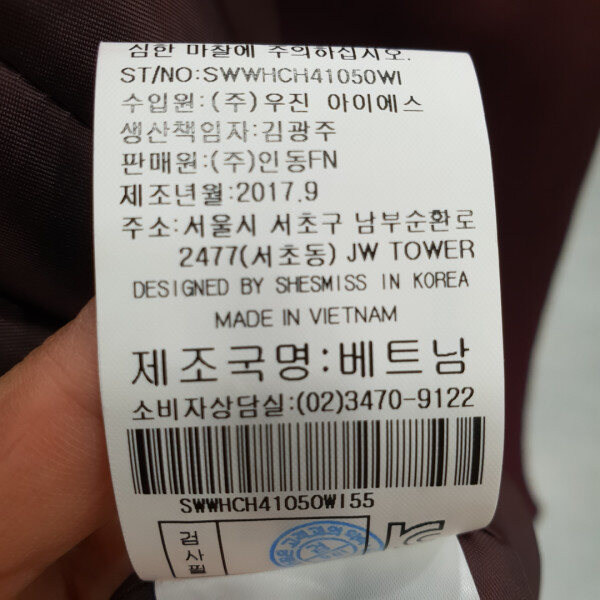 심한 마찰에 주의하십시오.
ST/NO:SWWHCH41050WI
수입원:(주)우진 아이에스
생산책임자:김광주
판매원:(주)인동FN
제조년월:2017.9
주소:서울시 서초구 남부순환로
2477(서초동) JW TOWER
DESIGNED BY SHESMISS IN KOREA
MADE IN VIETNAM
제조국명:베트남
소비자상담실:(02)3470-9122
SWWHCH41050WI55
검사필